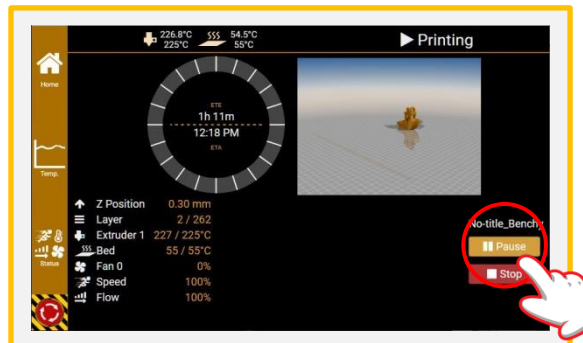 226.8°C 54.5°C
225°C 55°C
Printing
Home
ETE
1h 11m
12:18 PM
ETA
Temp.
Z Position 0.30 mm
Layer 2 / 262
Extruder 1 227 / 225°C
Bed 55 / 55°C
Fan 0 0%
Speed 100%
Flow 100%
Status
No-title_Benchy
Pause
Stop